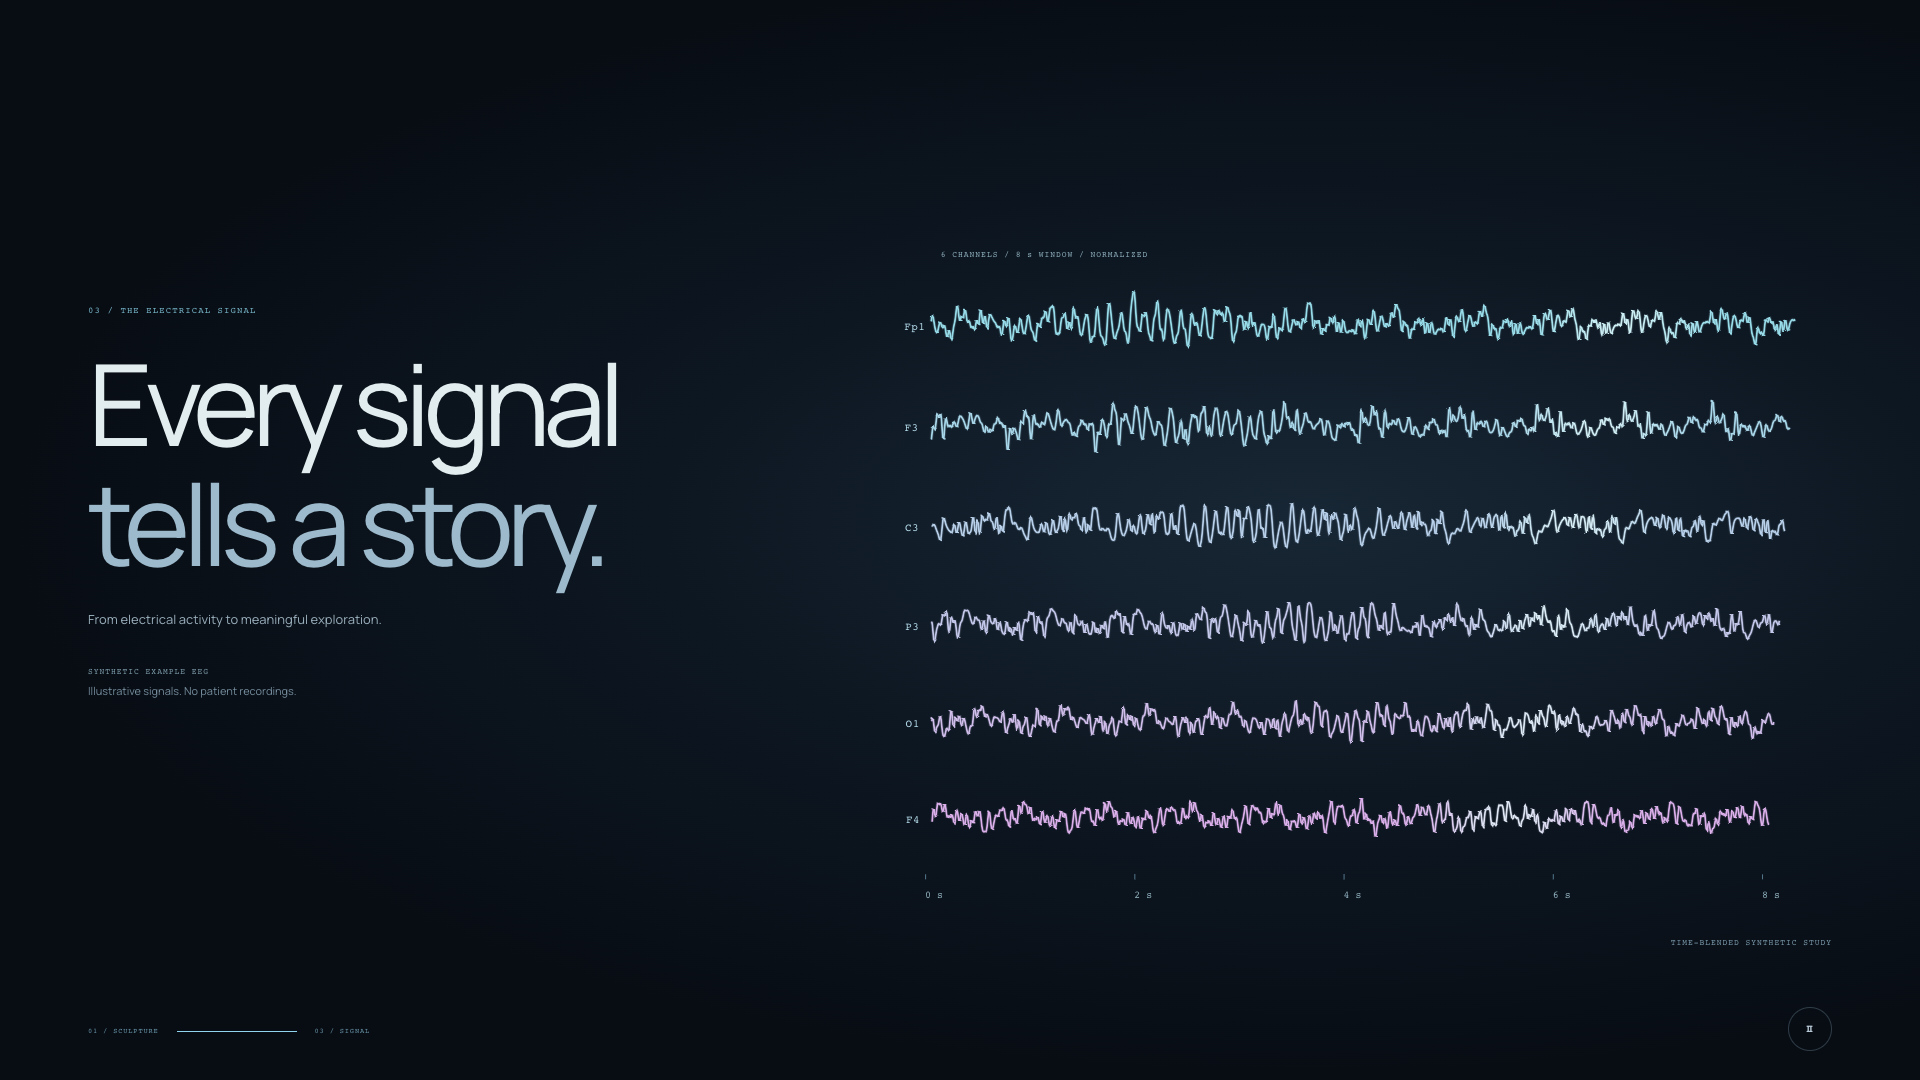 03 / THE ELECTRICAL SIGNAL
Every signal
tells a story.
From electrical activity to meaningful exploration.
SYNTHETIC EXAMPLE EEG
Illustrative signals. No patient recordings.
6 CHANNELS / 8 s WINDOW / NORMALIZED
Fp1
F3
C3
P3
O1
F4
0 s 2 s 4 s 6 s 8 s
TIME-BLENDED SYNTHETIC STUDY
01 / SCULPTURE 03 / SIGNAL